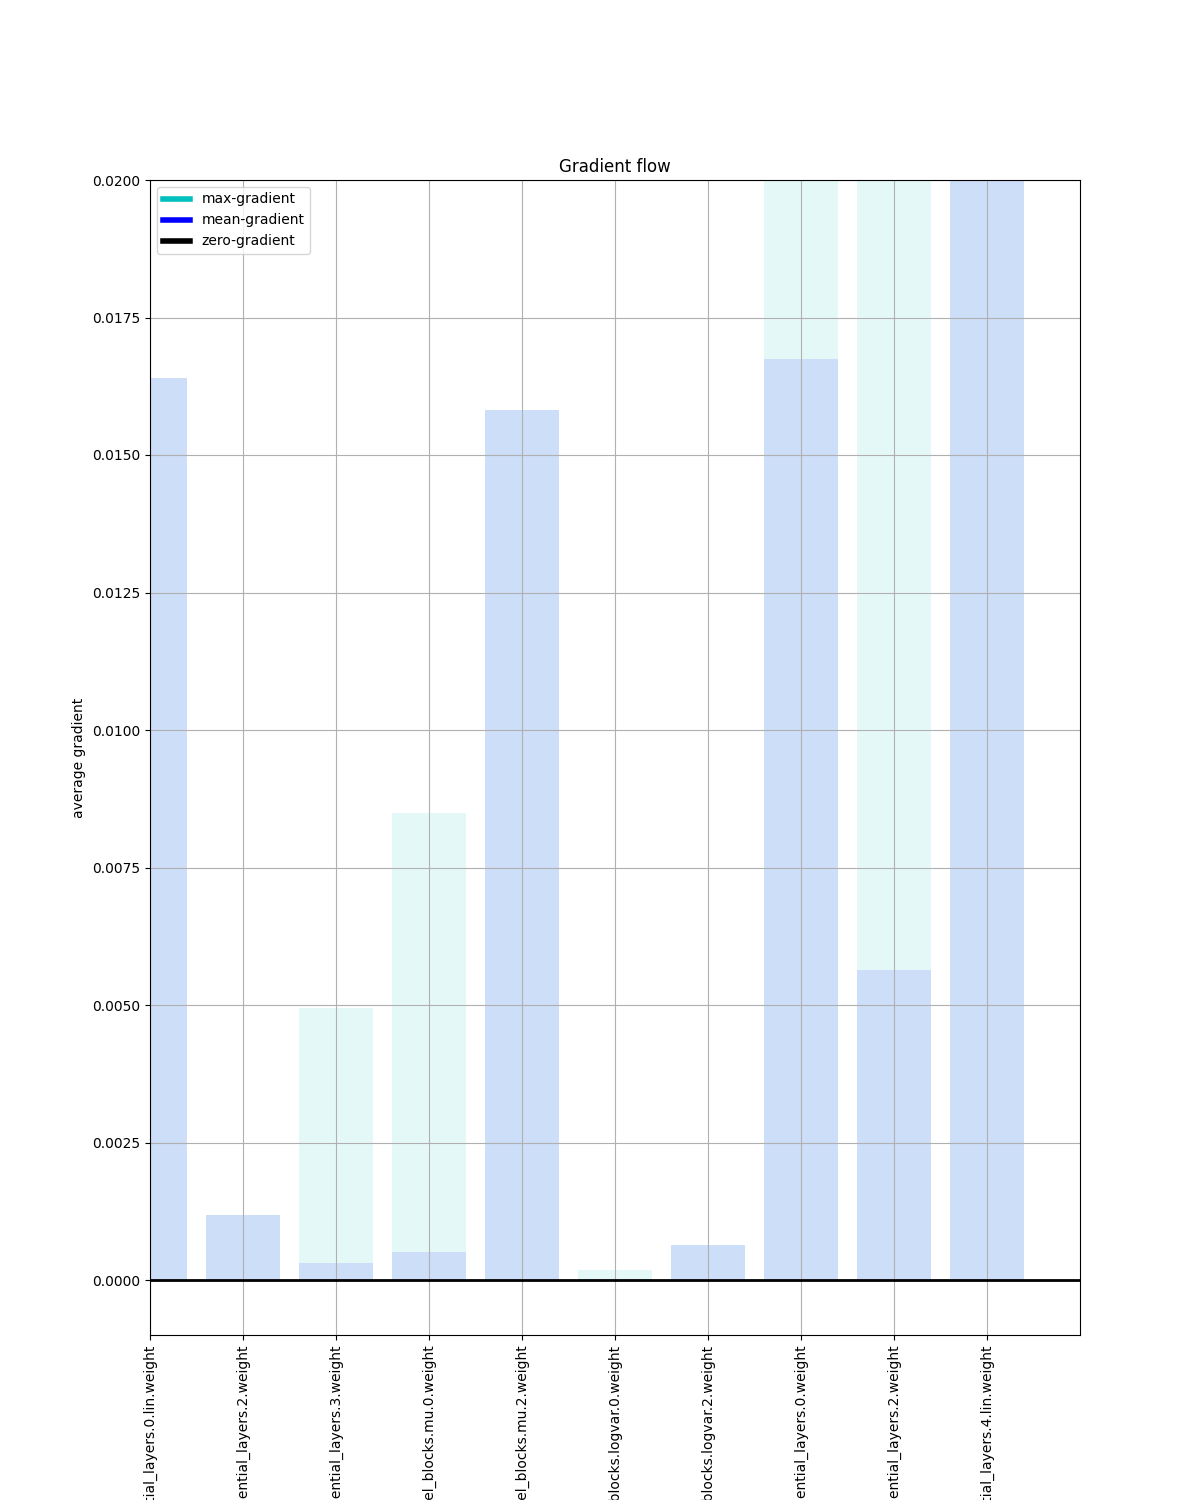 Gradient flow
max-gradient
mean-gradient
zero-gradient
0.0200
0.0175
0.0150
0.0125
0.0100
0.0075
0.0050
0.0025
0.0000
average gradient
tial_layers.0.lin.weight
ential_layers.2.weight
ential_layers.3.weight
el_blocks.mu.0.weight
el_blocks.mu.2.weight
blocks.logvar.0.weight
blocks.logvar.2.weight
ential_layers.0.weight
ential_layers.2.weight
tial_layers.4.lin.weight